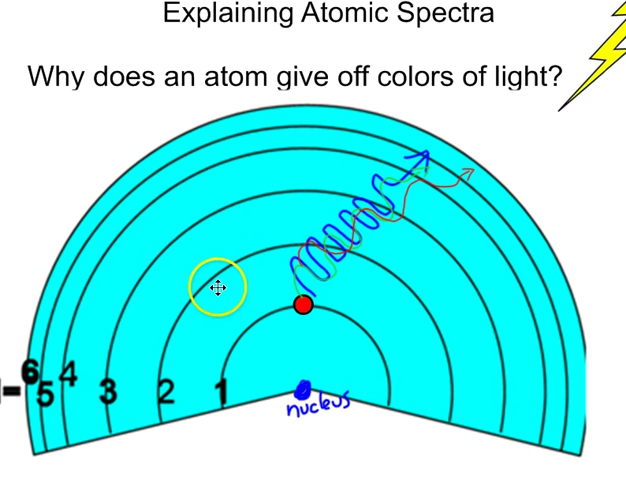 Explaining Atomic Spectra
Why does an atom give off colors of light?
=6 5 4 3 2 1
nucleus